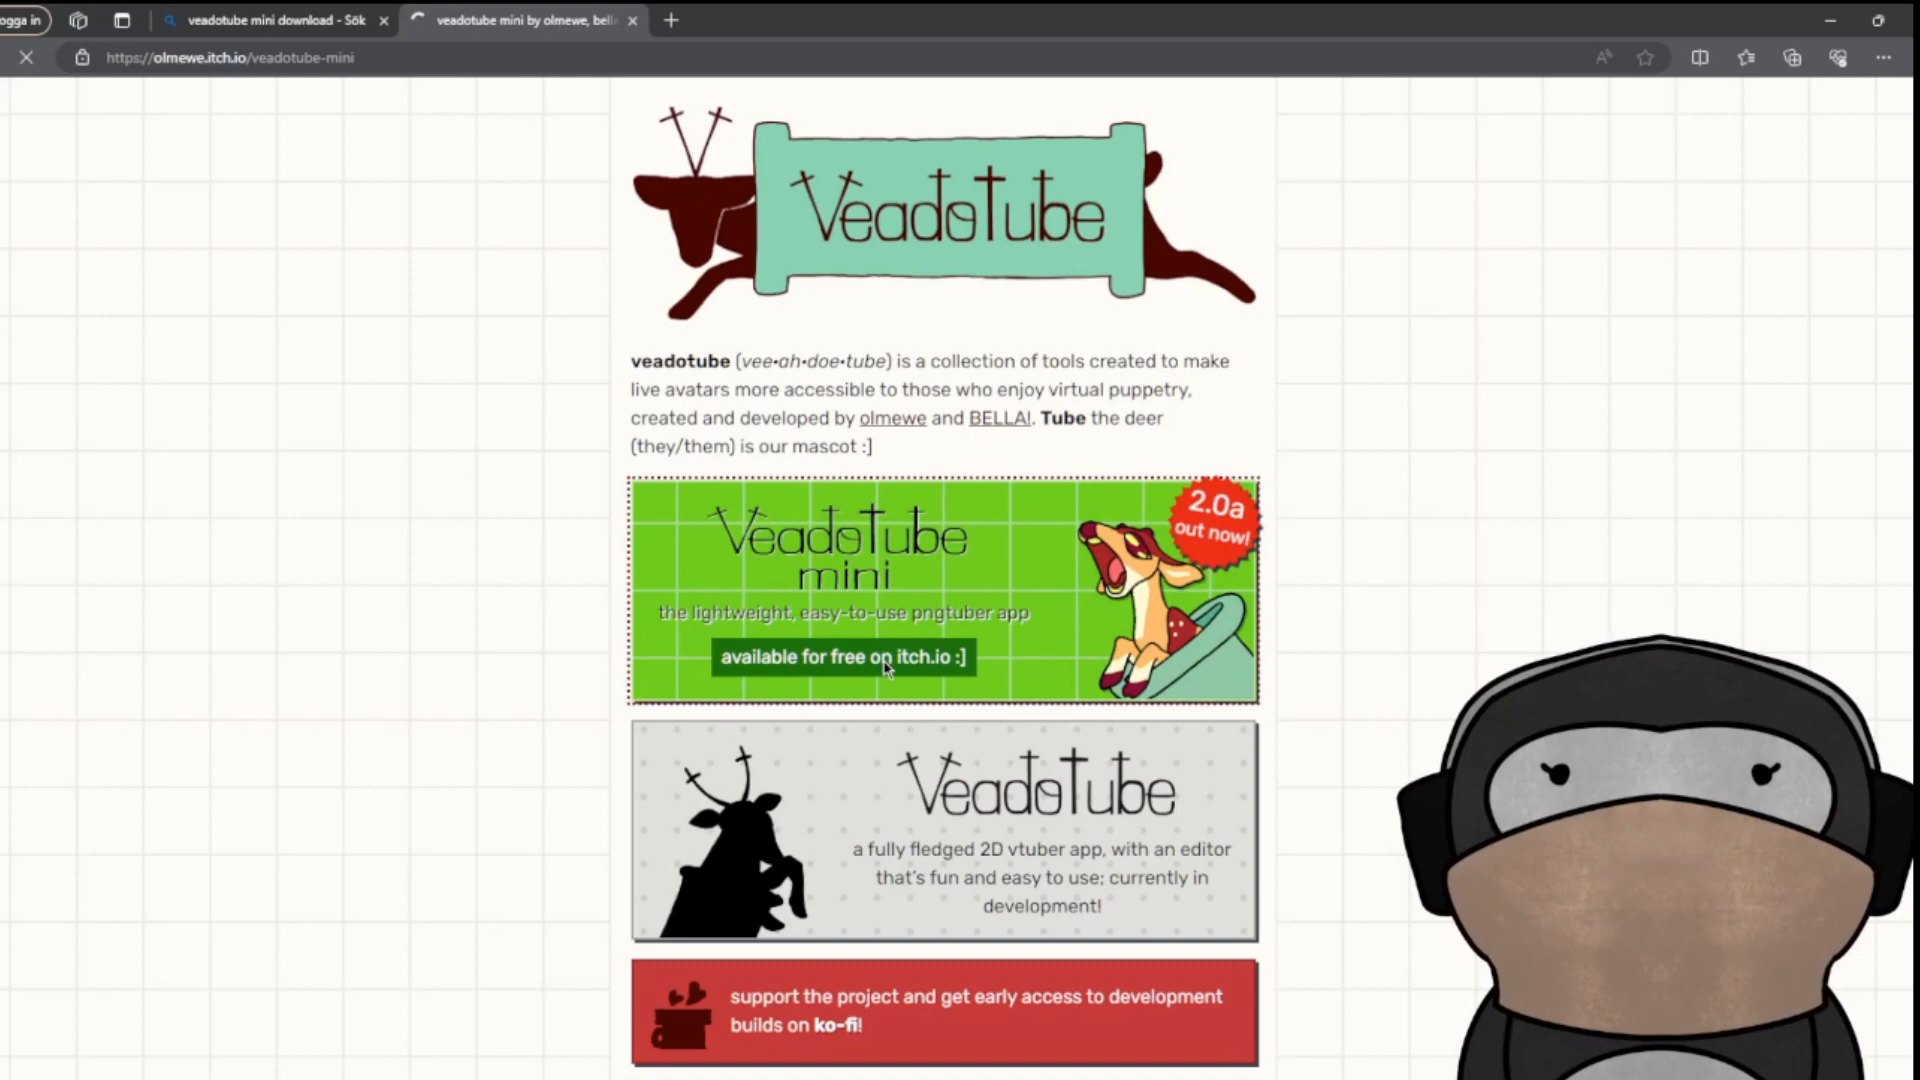 ogga in
veadotube mini download - Sök
veadotube mini by olmewe, bell
https://olmewe.itch.io/veadotube-mini
VeadoTube
veadotube (vee•ah•doe•tube) is a collection of tools created to make
live avatars more accessible to those who enjoy virtual puppetry,
created and developed by olmewe and BELLA!. Tube the deer
(they/them) is our mascot :]
VeadoTube
mini
the lightweight, easy-to-use pngtuber app
available for free on itch.io :]
2.0a
out now!
VeadoTube
a fully fledged 2D vtuber app, with an editor
that's fun and easy to use; currently in
development!
support the project and get early access to development
builds on ko-fi!